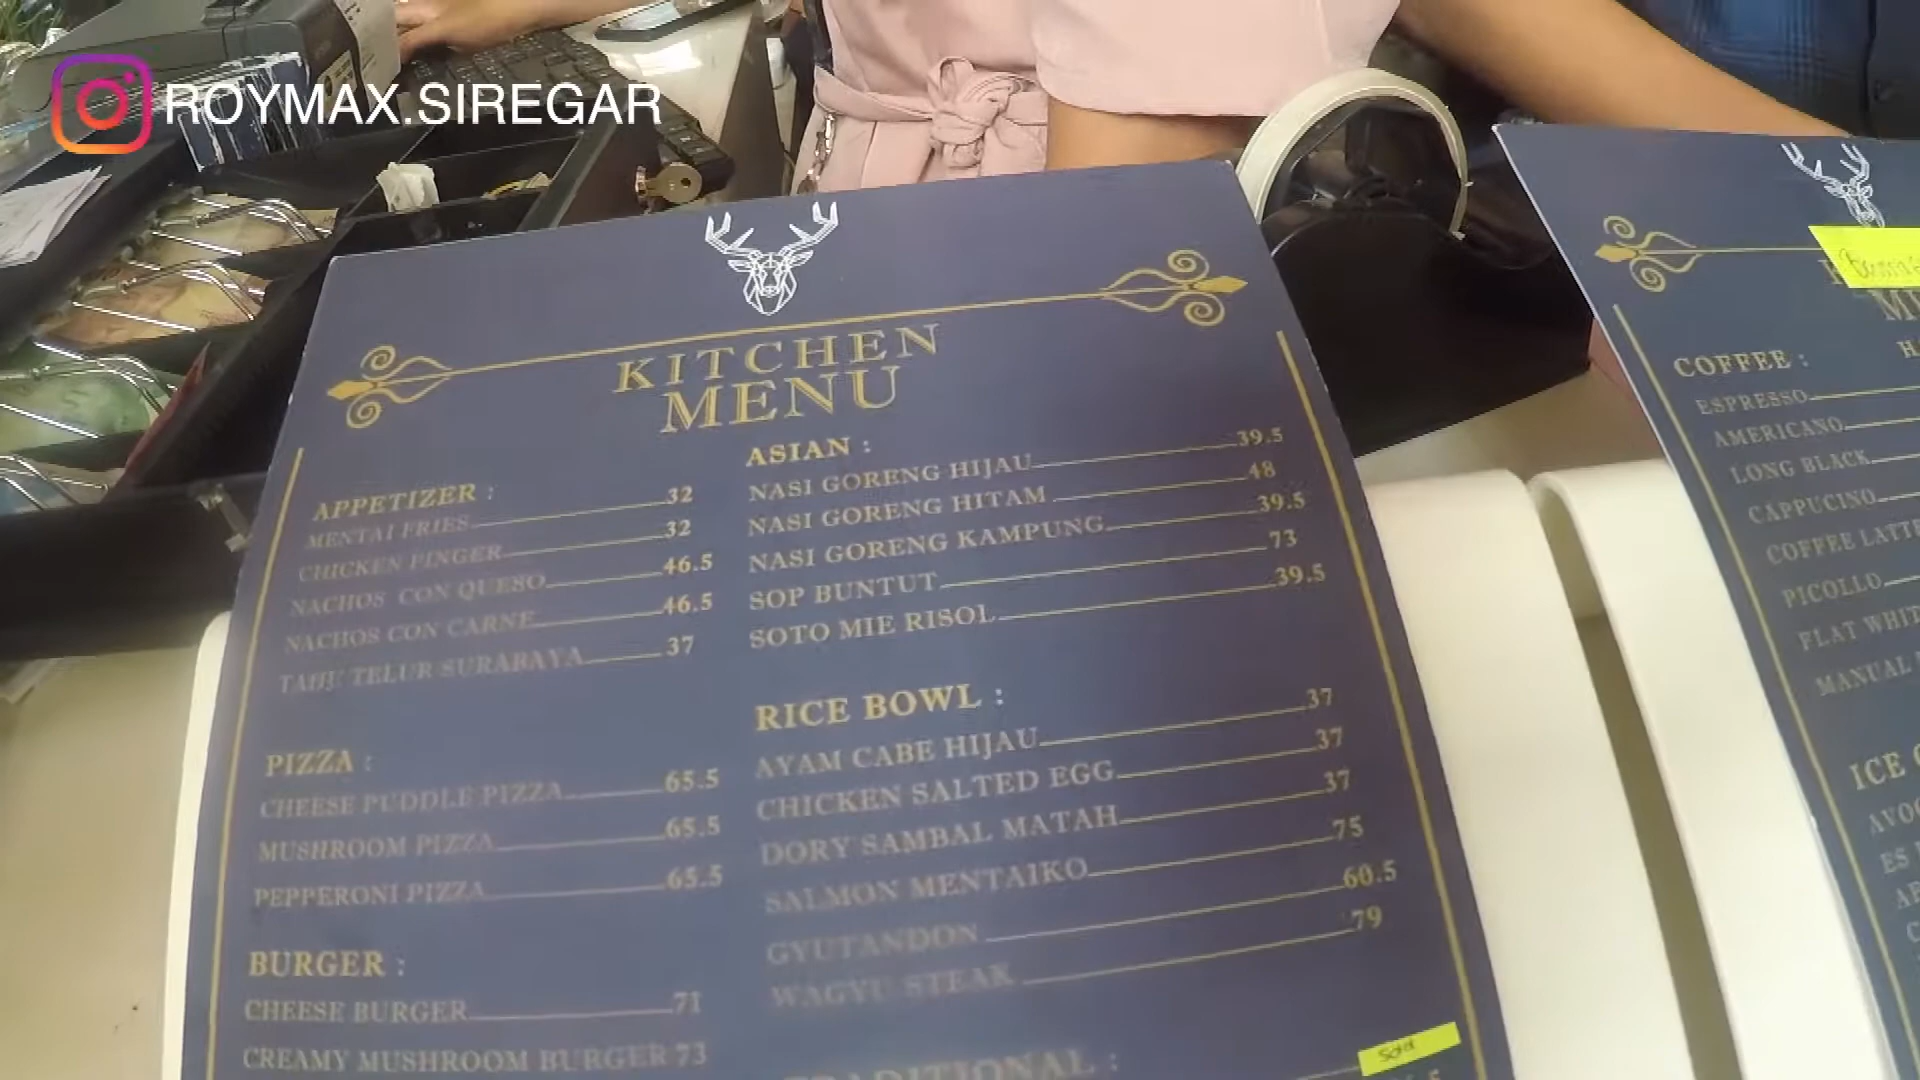 ROYMAX.SIREGAR
KITCHEN
MENU
APPETIZER :
MENTAI FRIES 32
CHICKEN FINGER 32
NACHOS CON QUESO 46.5
NACHOS CON CARNE 46.5
TAHU TELUR SURABAYA 37
PIZZA :
CHEESE PUDDLE PIZZA 65.5
MUSHROOM PIZZA 65.5
PEPPERONI PIZZA 65.5
BURGER :
CHEESE BURGER 71
CREAMY MUSHROOM BURGER 73
ASIAN :
NASI GORENG HIJAU 39.5
NASI GORENG HITAM 48
NASI GORENG KAMPUNG 39.5
SOP BUNTUT 73
SOTO MIE RISOL 39.5
RICE BOWL :
AYAM CABE HIJAU 37
CHICKEN SALTED EGG 37
DORY SAMBAL MATAH 37
SALMON MENTAIKO 75
GYUTANDON 60.5
WAGYU STEAK 79
Sold
COFFEE :
ESPRESSO
AMERICANO
LONG BLACK
CAPPUCINO
COFFEE LATTE
PICOLLO
FLAT WHIT
MANUAL
ICE